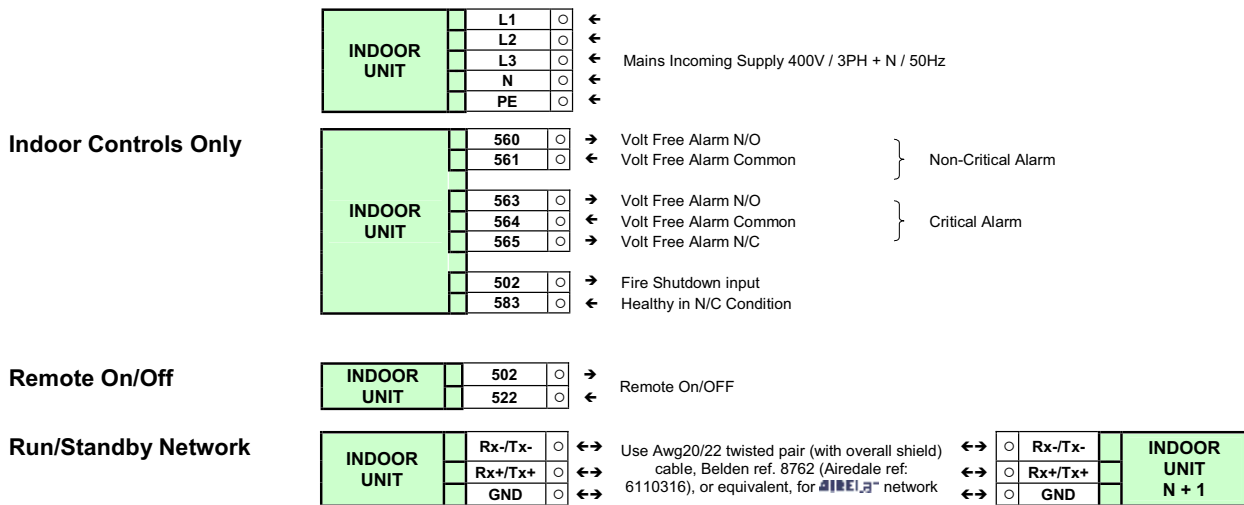 INDOOR UNIT
L1
L2
L3
N
PE
Mains Incoming Supply 400V / 3PH + N / 50Hz
Indoor Controls Only
INDOOR UNIT
560 Volt Free Alarm N/O
561 Volt Free Alarm Common
Non-Critical Alarm
563 Volt Free Alarm N/O
564 Volt Free Alarm Common
565 Volt Free Alarm N/C
Critical Alarm
502 Fire Shutdown input
583 Healthy in N/C Condition
Remote On/Off
INDOOR UNIT
502
522
Remote On/OFF
Run/Standby Network
INDOOR UNIT
Rx-/Tx-
Rx+/Tx+
GND
Use Awg20/22 twisted pair (with overall shield)
cable, Belden ref. 8762 (Airedale ref:
6110316), or equivalent, for network
Rx-/Tx-
Rx+/Tx+
GND
INDOOR
UNIT
N + 1